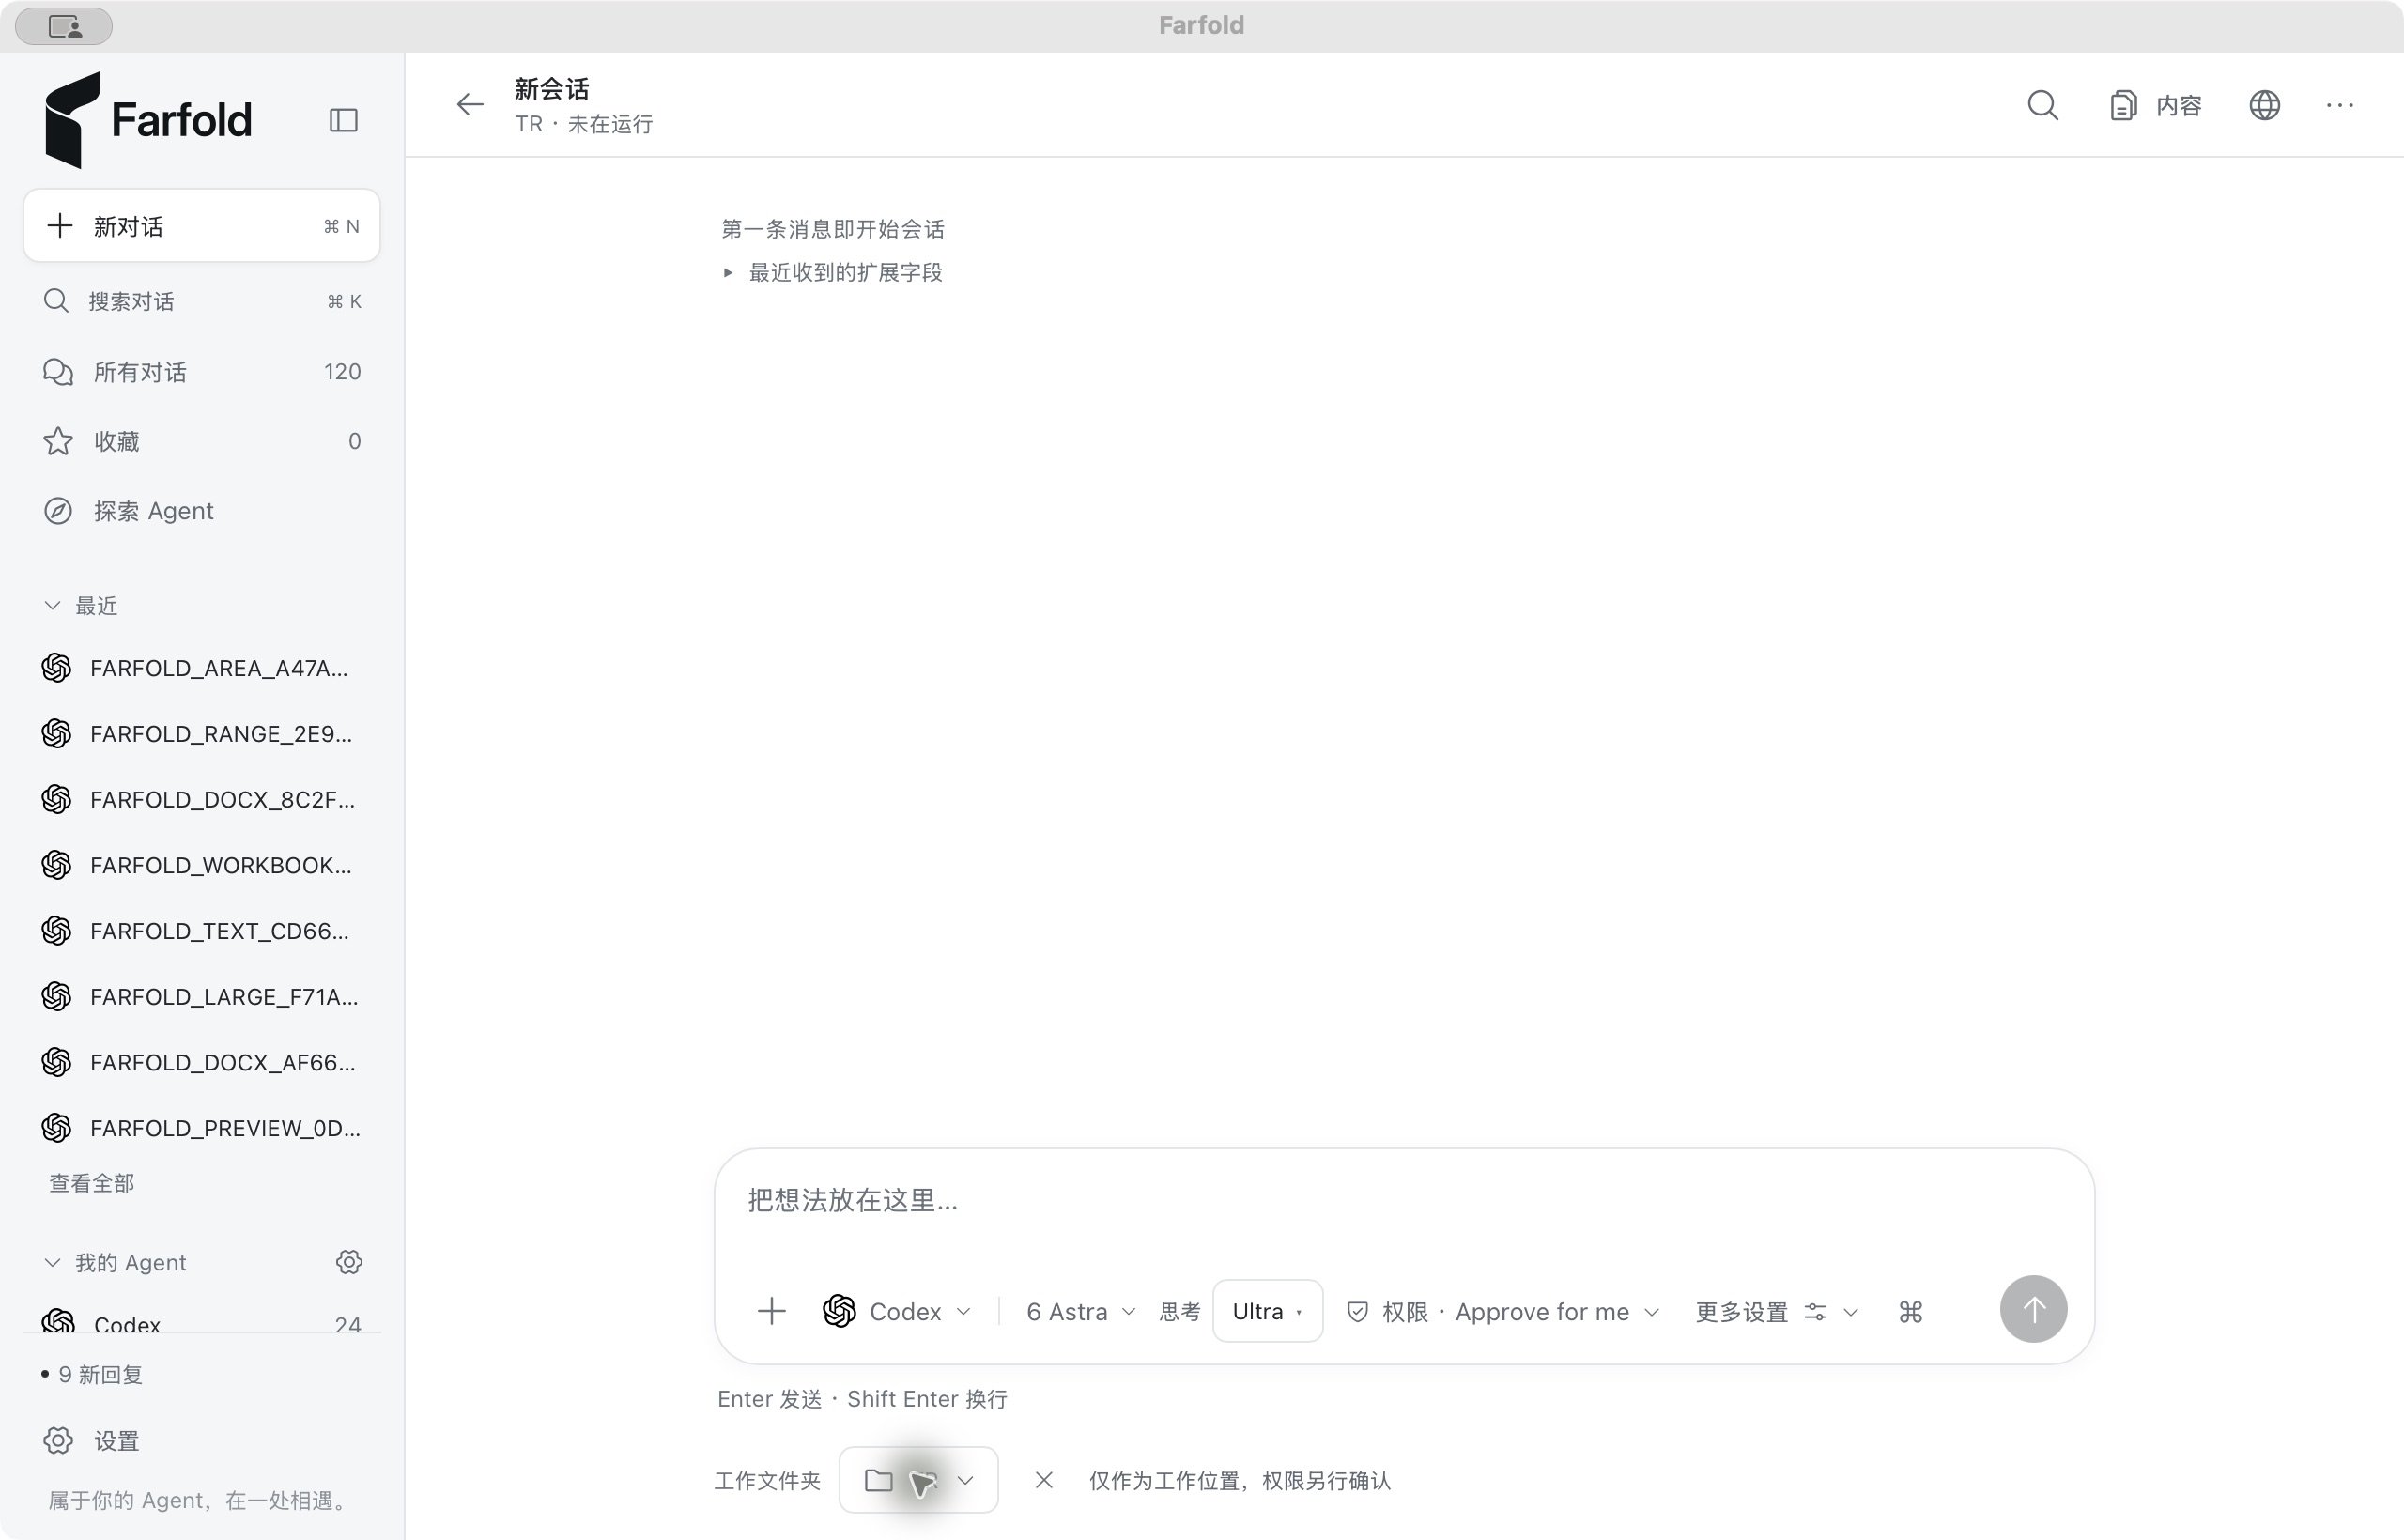 Farfold
Farfold
新对话 ⌘ N
搜索对话 ⌘ K
所有对话 120
收藏 0
探索 Agent
最近
FARFOLD_AREA_A47A...
FARFOLD_RANGE_2E9...
FARFOLD_DOCX_8C2F...
FARFOLD_WORKBOOK...
FARFOLD_TEXT_CD66...
FARFOLD_LARGE_F71A...
FARFOLD_DOCX_AF66...
FARFOLD_PREVIEW_0D...
查看全部
我的 Agent
Codex 24
9 新回复
设置
属于你的 Agent，在一处相遇。
新会话
TR · 未在运行
内容
第一条消息即开始会话
最近收到的扩展字段
把想法放在这里...
Codex 6 Astra 思考 Ultra 权限 · Approve for me 更多设置 ⌘
Enter 发送 · Shift Enter 换行
工作文件夹 仅作为工作位置，权限另行确认